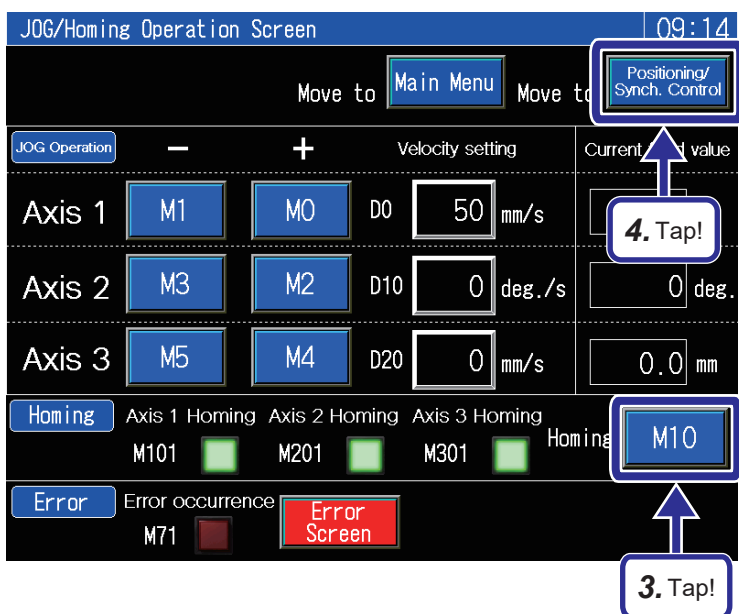 JOG/Homing Operation Screen 09:14
Move to Main Menu Move to Positioning/
Synch. Control
JOG Operation − + Velocity setting Current value
4. Tap!
Axis 1 M1 M0 D0 50 mm/s
Axis 2 M3 M2 D10 0 deg./s 0 deg.
Axis 3 M5 M4 D20 0 mm/s 0.0 mm
Homing Axis 1 Homing Axis 2 Homing Axis 3 Homing
M101 M201 M301 Homing M10
Error Error occurrence Error
Screen
M71
3. Tap!